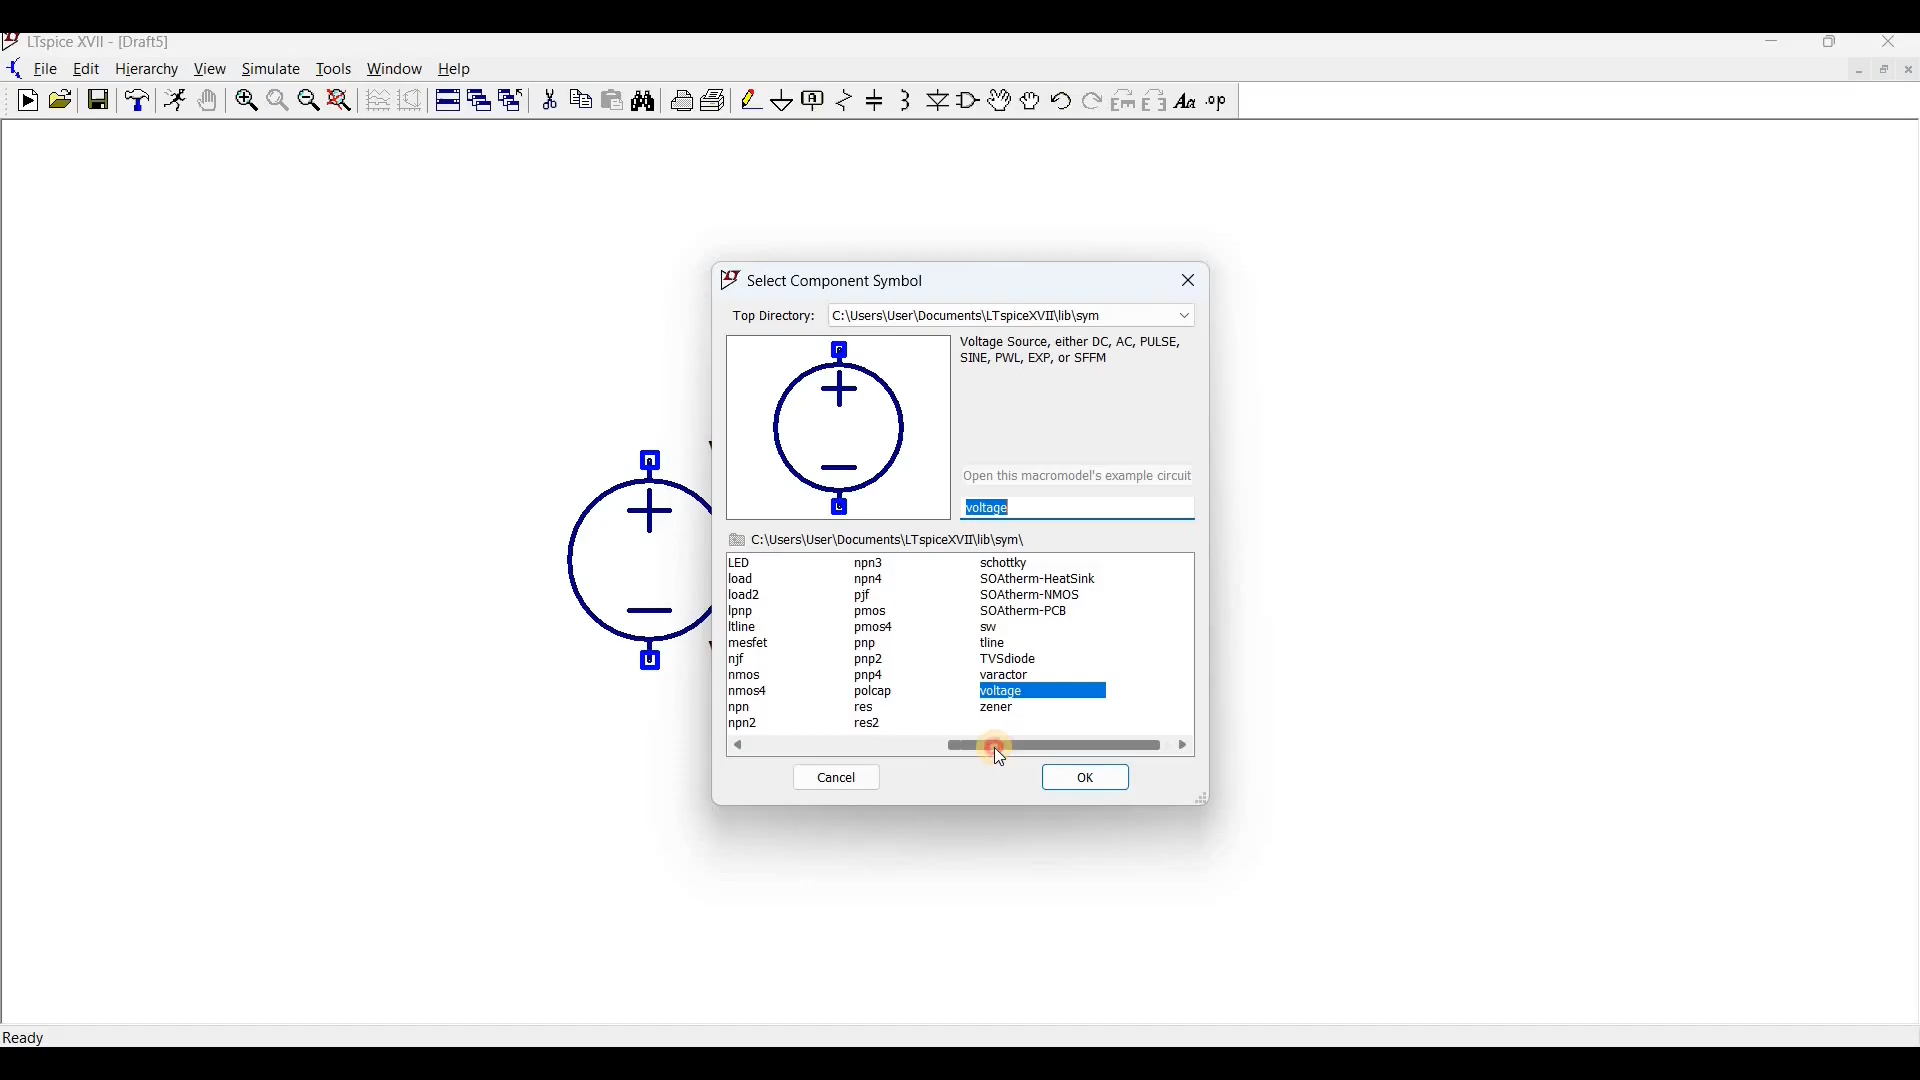 LTspice XVII - [Draft5]
File Edit Hierarchy View Simulate Tools Window Help
A Aa .op
Select Component Symbol
Top Directory: C:\Users\User\Documents\LTspiceXVII\lib\sym
Voltage Source, either DC, AC, PULSE,
SINE, PWL, EXP, or SFFM
Open this macromodel's example circuit
voltage
C:\Users\User\Documents\LTspiceXVII\lib\sym\
LED npn3 schottky
load npn4 SOAtherm-HeatSink
load2 pjf SOAtherm-NMOS
lpnp pmos SOAtherm-PCB
ltline pmos4 sw
mesfet pnp tline
njf pnp2 TVSdiode
nmos pnp4 varactor
nmos4 polcap voltage
npn res zener
npn2 res2
Cancel OK
Ready